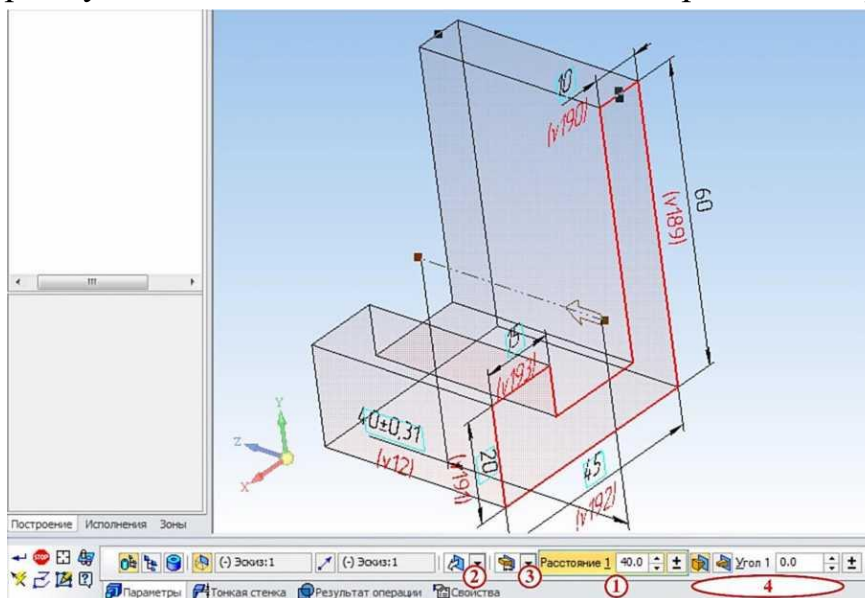 10
(v190)
60
(v189)
15
(v193)
40±0,31
(v12)
20
(v191)
45
(v192)
Y
Z
X
Построение Исполнения Зоны
(-) Эскиз:1 (-) Эскиз:1 Расстояние 1 40.0 Угол 1 0.0
2 3 1 4
Параметры Тонкая стенка Результат операции Свойства